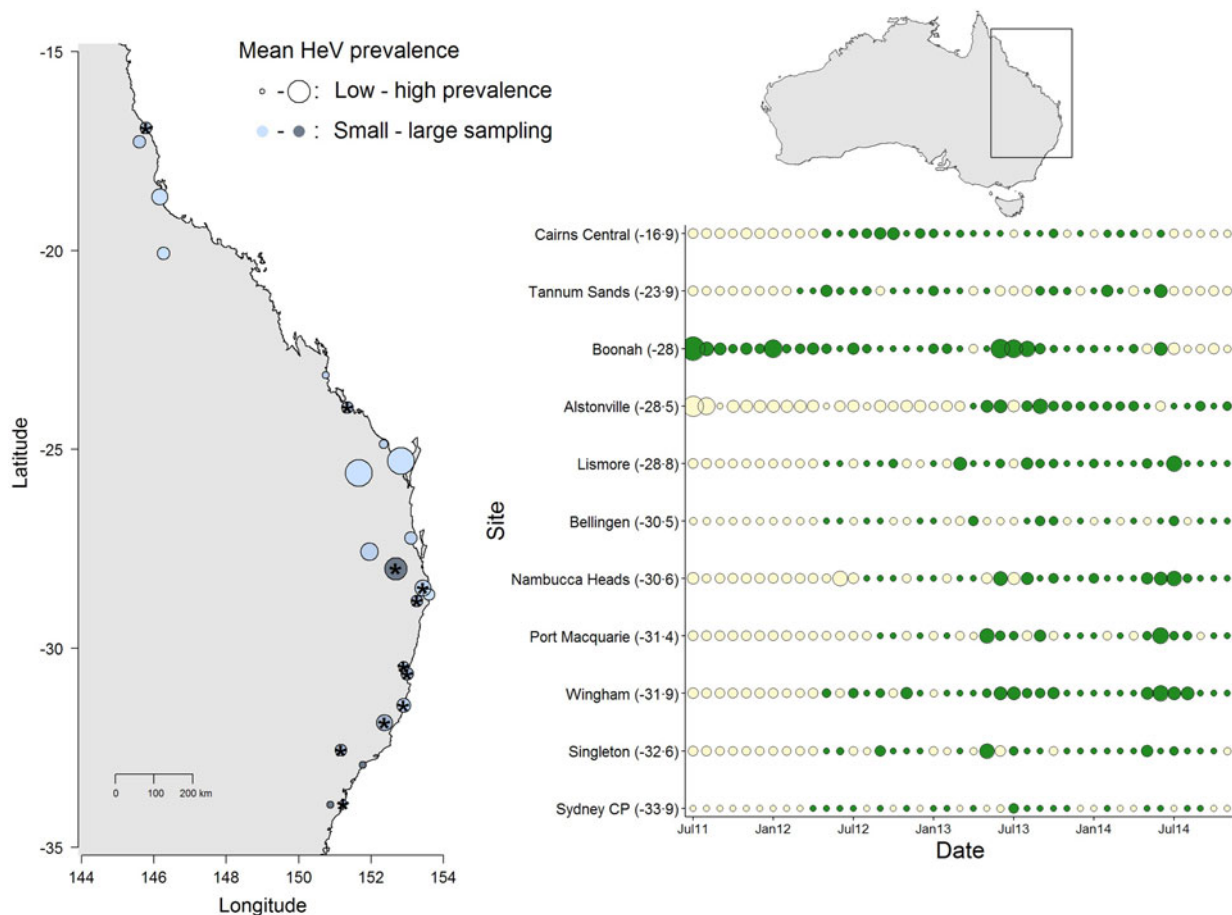 Mean HeV prevalence
- : Low - high prevalence
- : Small - large sampling
-15
-20
-25
-30
-35
Latitude
0 100 200 km
144 146 148 150 152 154
Longitude
Site
Cairns Central (-16·9)
Tannum Sands (-23·9)
Boonah (-28)
Alstonville (-28·5)
Lismore (-28·8)
Bellingen (-30·5)
Nambucca Heads (-30·6)
Port Macquarie (-31·4)
Wingham (-31·9)
Singleton (-32·6)
Sydney CP (-33·9)
Jul11 Jan12 Jul12 Jan13 Jul13 Jan14 Jul14
Date